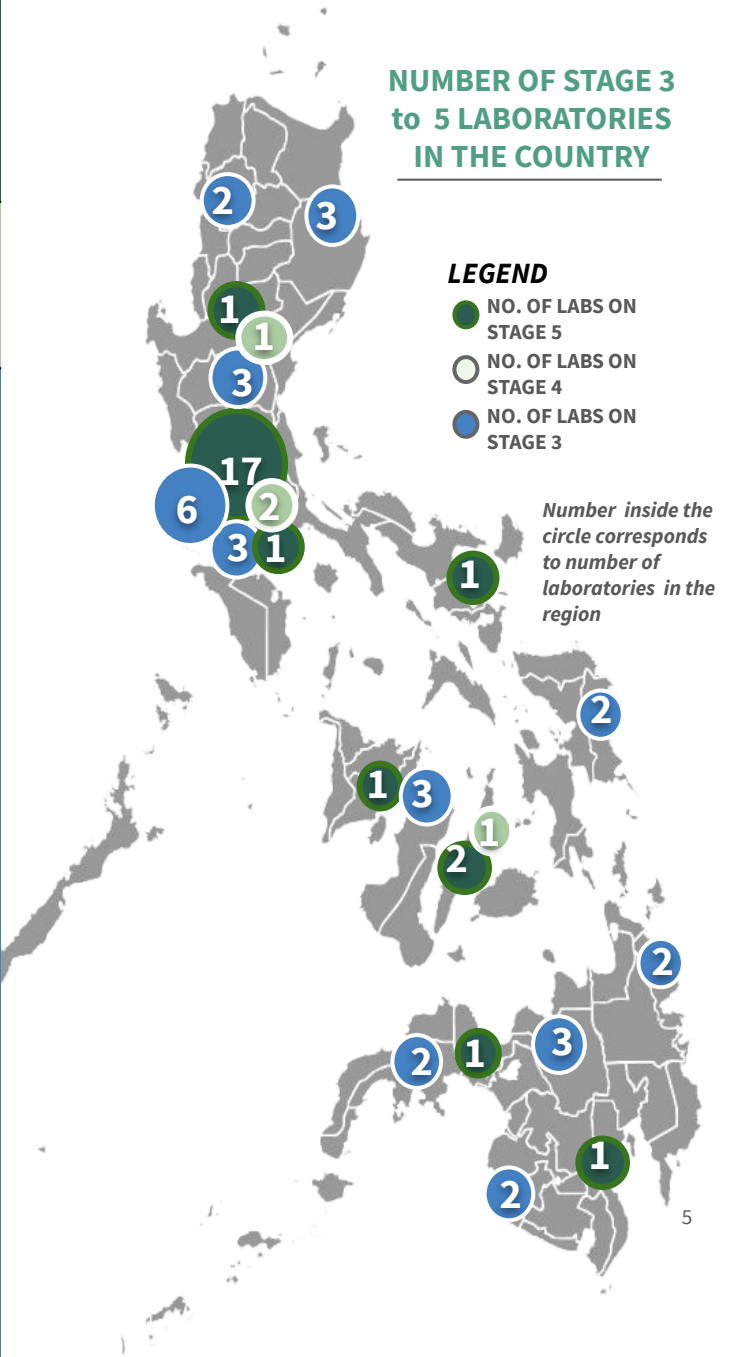 NUMBER OF STAGE 3
to 5 LABORATORIES
IN THE COUNTRY
2
3
LEGEND
NO. OF LABS ON
STAGE 5
NO. OF LABS ON
STAGE 4
NO. OF LABS ON
STAGE 3
1
1
3
17
6
2
3
1
Number inside the
circle corresponds
to number of
laboratories in the
region
1
2
1
3
1
2
2
3
2
1
1
2
5